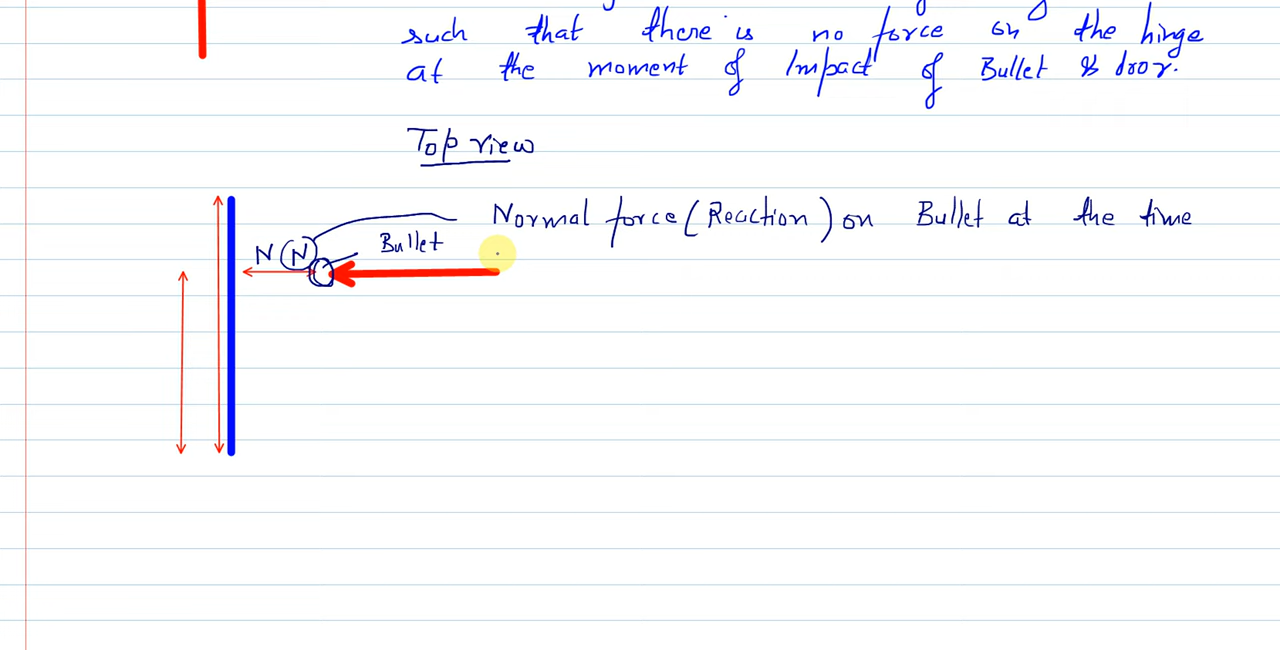 such that there is no force on the hinge
at the moment of Impact of Bullet & door.
Top view
Normal force (Reaction) on Bullet at the time
N (N) Bullet